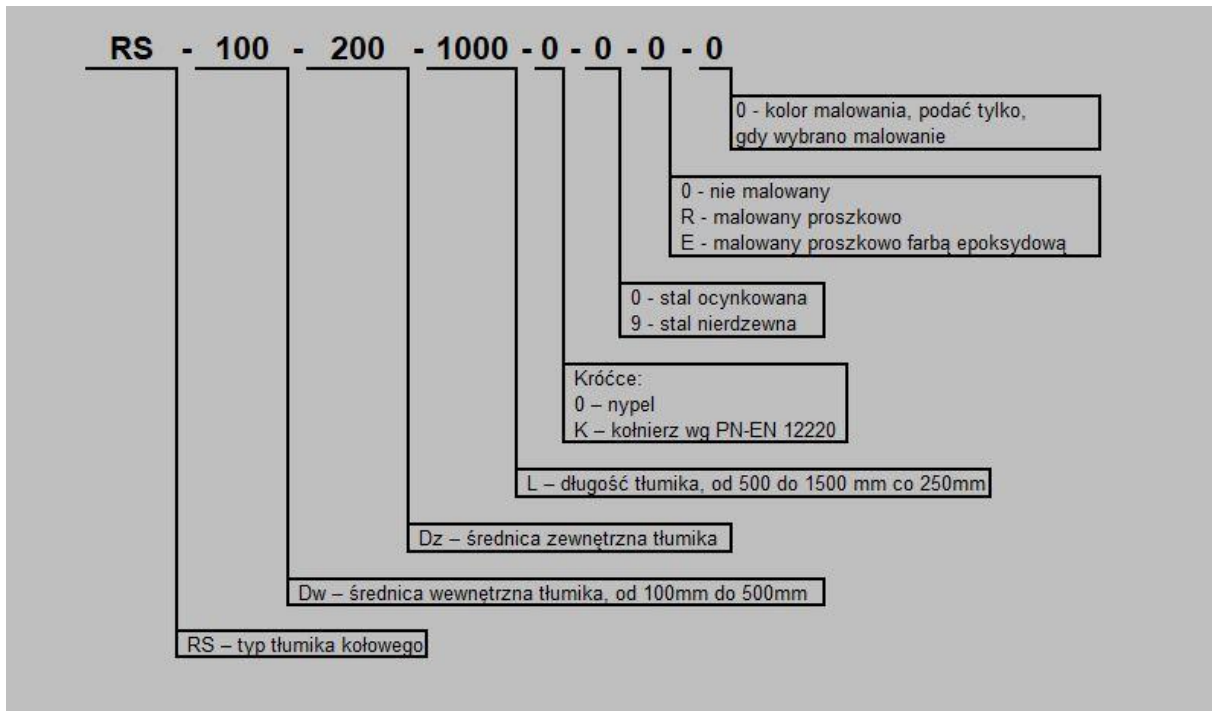 RS - 100 - 200 - 1000 - 0 - 0 - 0 - 0
0 - kolor malowania, podać tylko,
gdy wybrano malowanie
0 - nie malowany
R - malowany proszkowo
E - malowany proszkowo farbą epoksydową
0 - stal ocynkowana
9 - stal nierdzewna
Króćce:
0 – nypel
K – kołnierz wg PN-EN 12220
L – długość tłumika, od 500 do 1500 mm co 250mm
Dz – średnica zewnętrzna tłumika
Dw – średnica wewnętrzna tłumika, od 100mm do 500mm
RS – typ tłumika kołowego